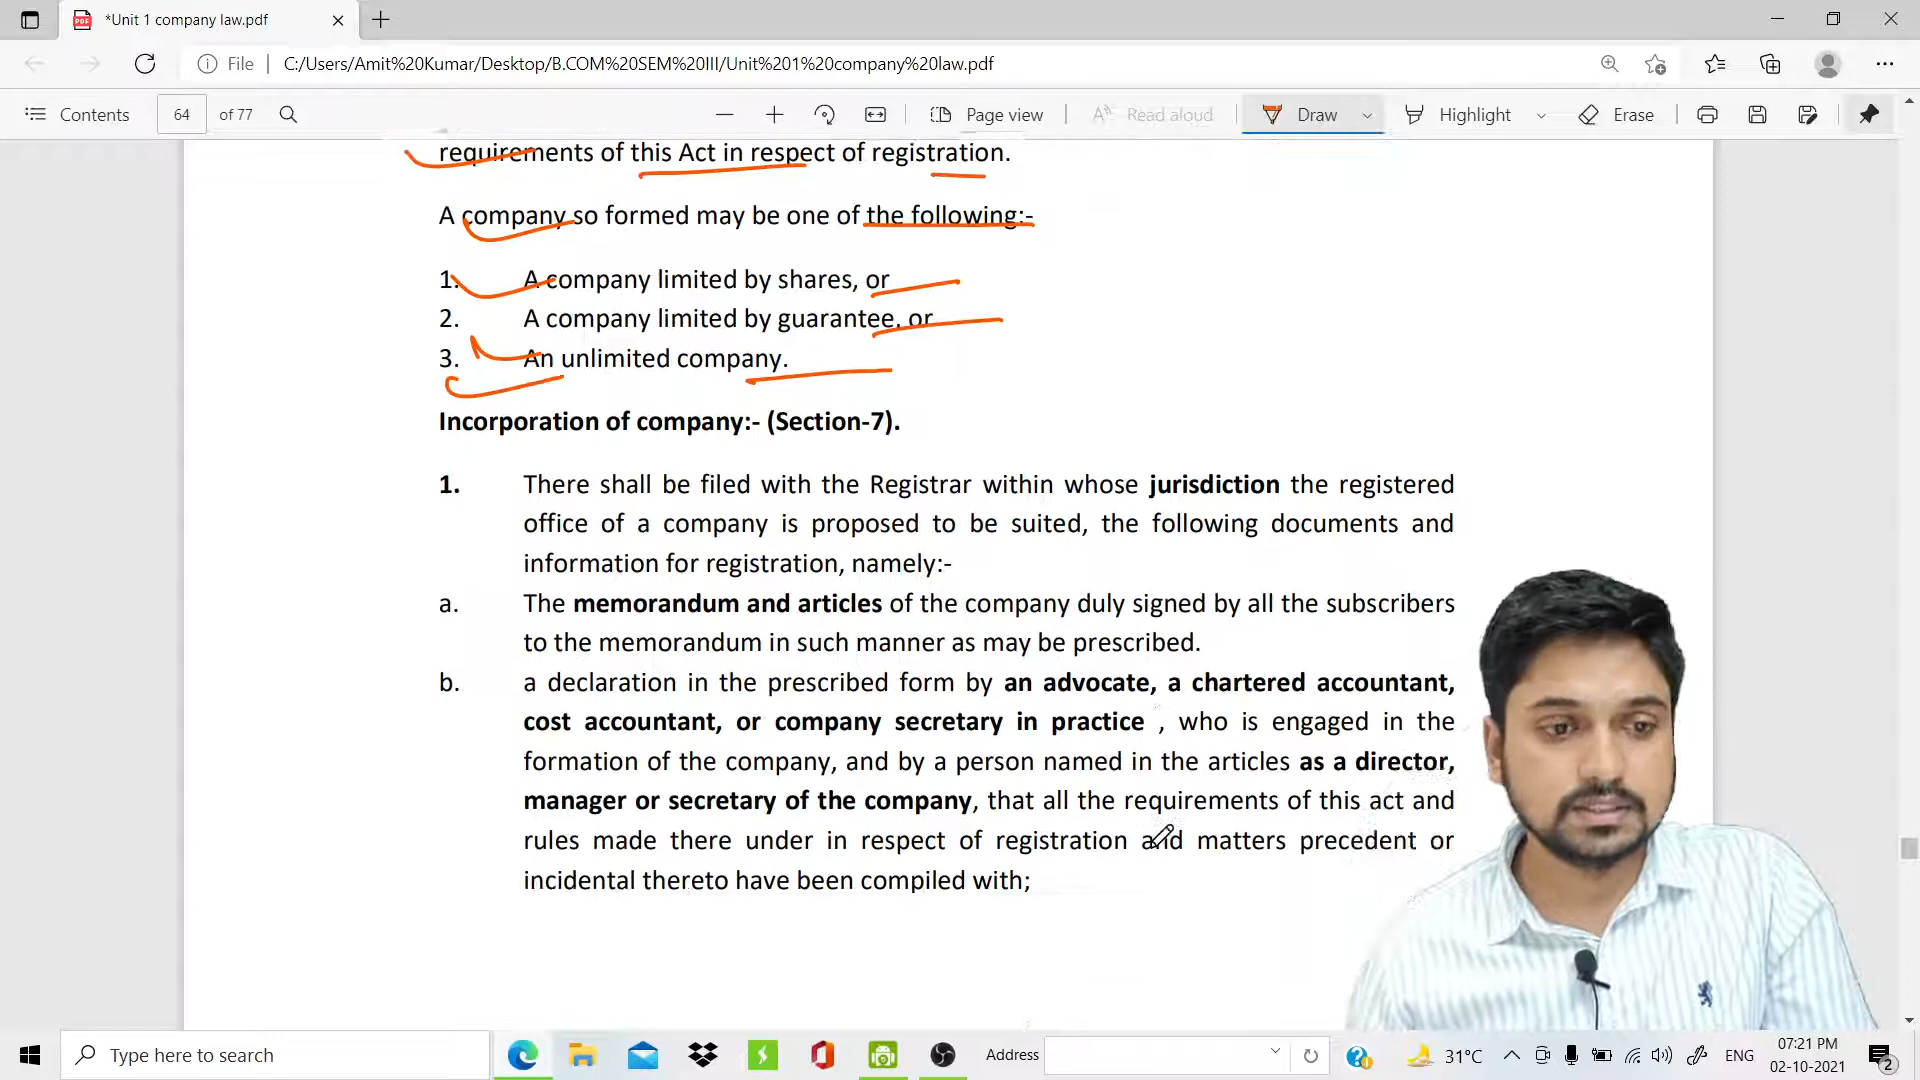 *Unit 1 company law.pdf
File
C:/Users/Amit%20Kumar/Desktop/B.COM%20SEM%20III/Unit%201%20company%20law.pdf
Contents
64
of 77
Page view
Read aloud
Draw
Highlight
Erase
requirements of this Act in respect of registration.
A company so formed may be one of the following:-
1. A company limited by shares, or
2. A company limited by guarantee, or
3. An unlimited company.
Incorporation of company:- (Section-7).
1. There shall be filed with the Registrar within whose jurisdiction the registered
office of a company is proposed to be suited, the following documents and
information for registration, namely:-
a. The memorandum and articles of the company duly signed by all the subscribers
to the memorandum in such manner as may be prescribed.
b. a declaration in the prescribed form by an advocate, a chartered accountant,
cost accountant, or company secretary in practice , who is engaged in the
formation of the company, and by a person named in the articles as a director,
manager or secretary of the company, that all the requirements of this act and
rules made there under in respect of registration and matters precedent or
incidental thereto have been compiled with;
Type here to search
Address
31°C
ENG
07:21 PM
02-10-2021
2